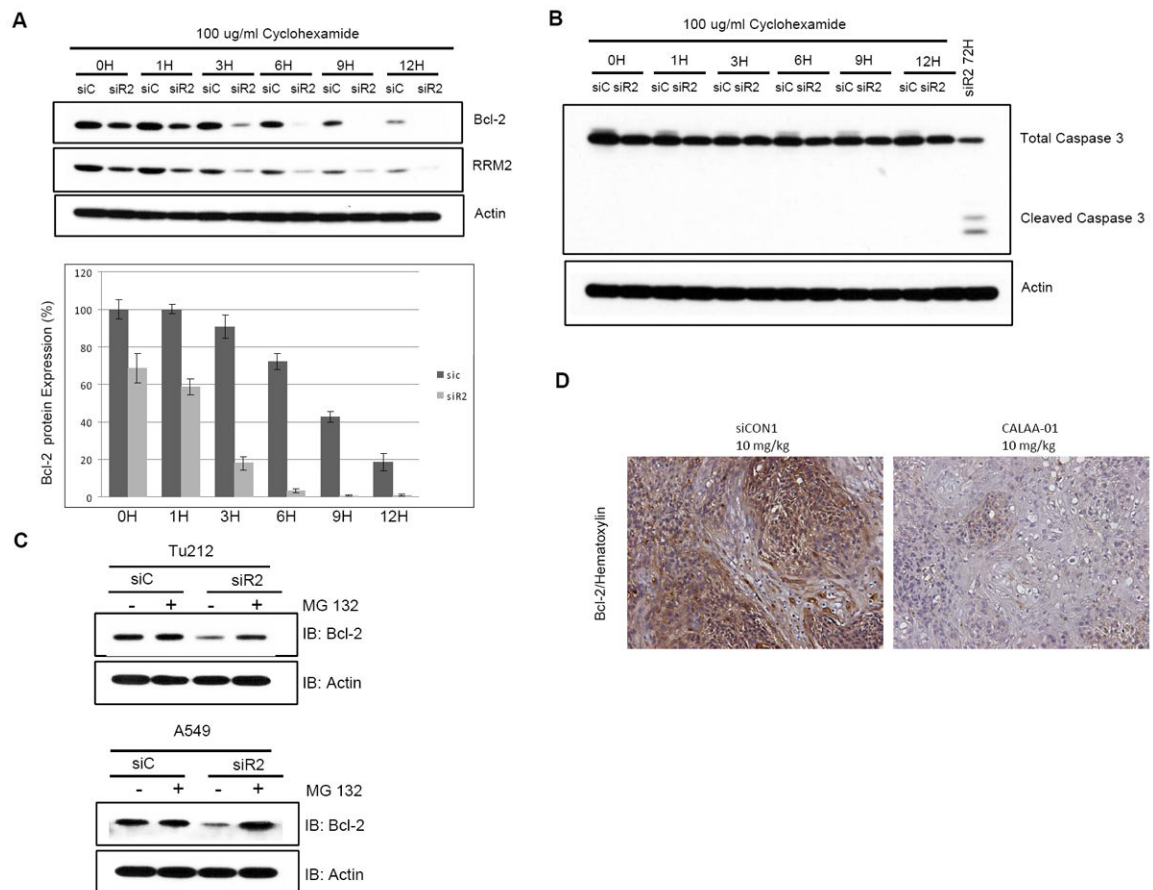 A
100 ug/ml Cyclohexamide
0H 1H 3H 6H 9H 12H
siC siR2 siC siR2 siC siR2 siC siR2 siC siR2 siC siR2
Bcl-2
RRM2
Actin
120
100
80
60
40
20
0
Bcl-2 protein Expression (%)
sic
siR2
0H 1H 3H 6H 9H 12H
B
100 ug/ml Cyclohexamide
0H 1H 3H 6H 9H 12H
siC siR2 siC siR2 siC siR2 siC siR2 siC siR2 siC siR2
siR2 72H
Total Caspase 3
Cleaved Caspase 3
Actin
C
Tu212
siC siR2
- + - + MG 132
IB: Bcl-2
IB: Actin
A549
siC siR2
- + - + MG 132
IB: Bcl-2
IB: Actin
D
siCON1
10 mg/kg
CALAA-01
10 mg/kg
Bcl-2/Hematoxylin